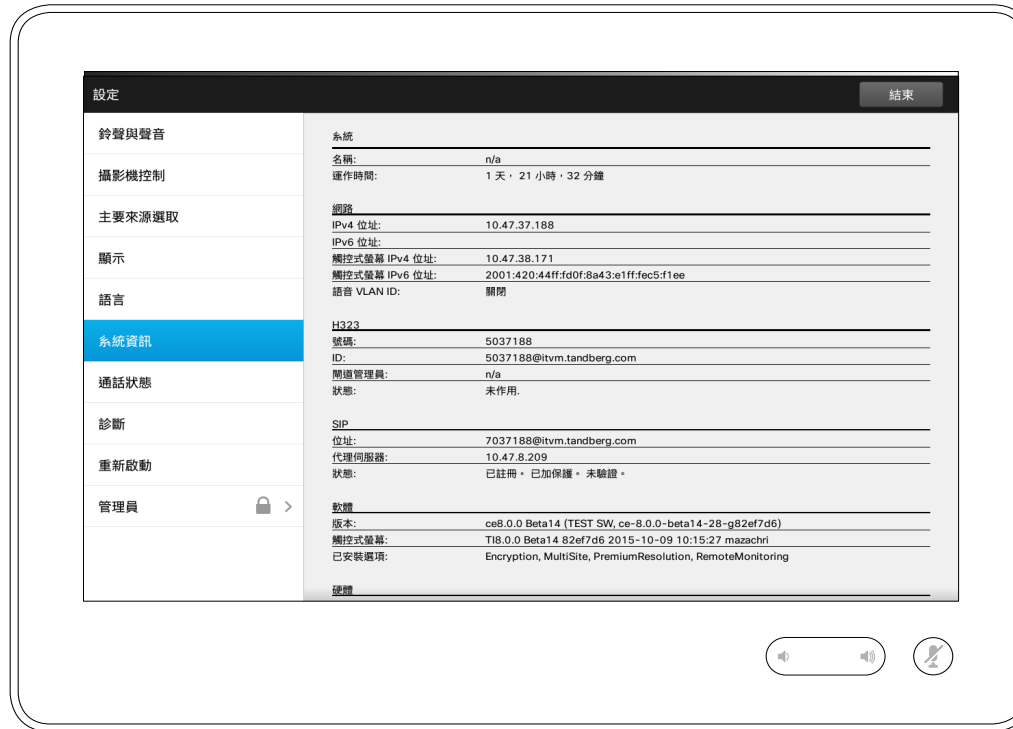 設定
結束
鈴聲與聲音
攝影機控制
主要來源選取
顯示
語言
系統資訊
通話狀態
診斷
重新啟動
管理員
系統
名稱: n/a
運作時間: 1 天， 21 小時，32 分鐘
網路
IPv4 位址: 10.47.37.188
IPv6 位址:
觸控式螢幕 IPv4 位址: 10.47.38.171
觸控式螢幕 IPv6 位址: 2001:420:44ff:fd0f:8a43:e1ff:fec5:f1ee
語音 VLAN ID: 關閉
H323
號碼: 5037188
ID: 5037188@itvm.tandberg.com
閘道管理員: n/a
狀態: 未作用.
SIP
位址: 7037188@itvm.tandberg.com
代理伺服器: 10.47.8.209
狀態: 已註冊。 已加保護。 未驗證。
軟體
版本: ce8.0.0 Beta14 (TEST SW, ce-8.0.0-beta14-28-g82ef7d6)
觸控式螢幕: TI8.0.0 Beta14 82ef7d6 2015-10-09 10:15:27 mazachri
已安裝選項: Encryption, MultiSite, PremiumResolution, RemoteMonitoring
硬體